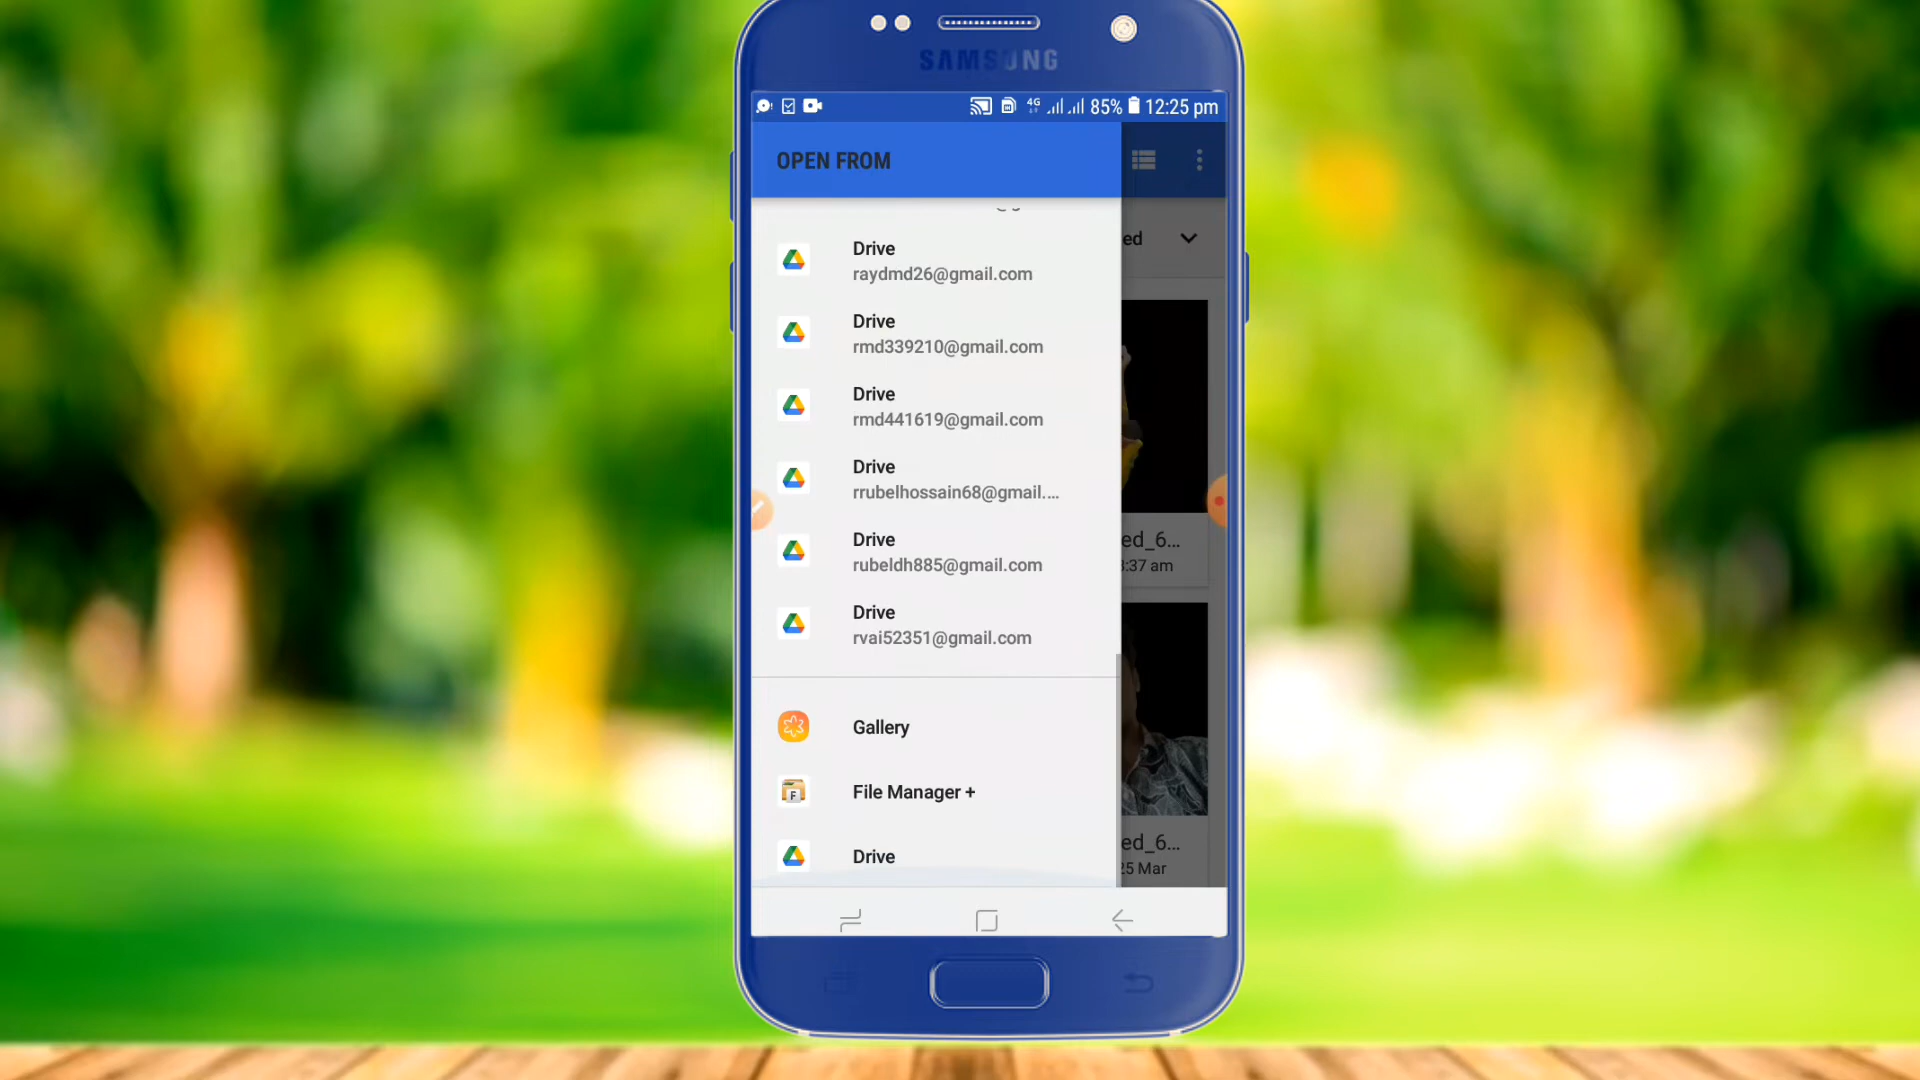 SAMSUNG
4G 85% 12:25 pm
OPEN FROM
ed
Drive
raydmd26@gmail.com
Drive
rmd339210@gmail.com
Drive
rmd441619@gmail.com
Drive
rrubelhossain68@gmail....
Drive
rubeldh885@gmail.com
Drive
rvai52351@gmail.com
ed_6...
:37 am
Gallery
File Manager +
F
Drive
ed_6...
25 Mar